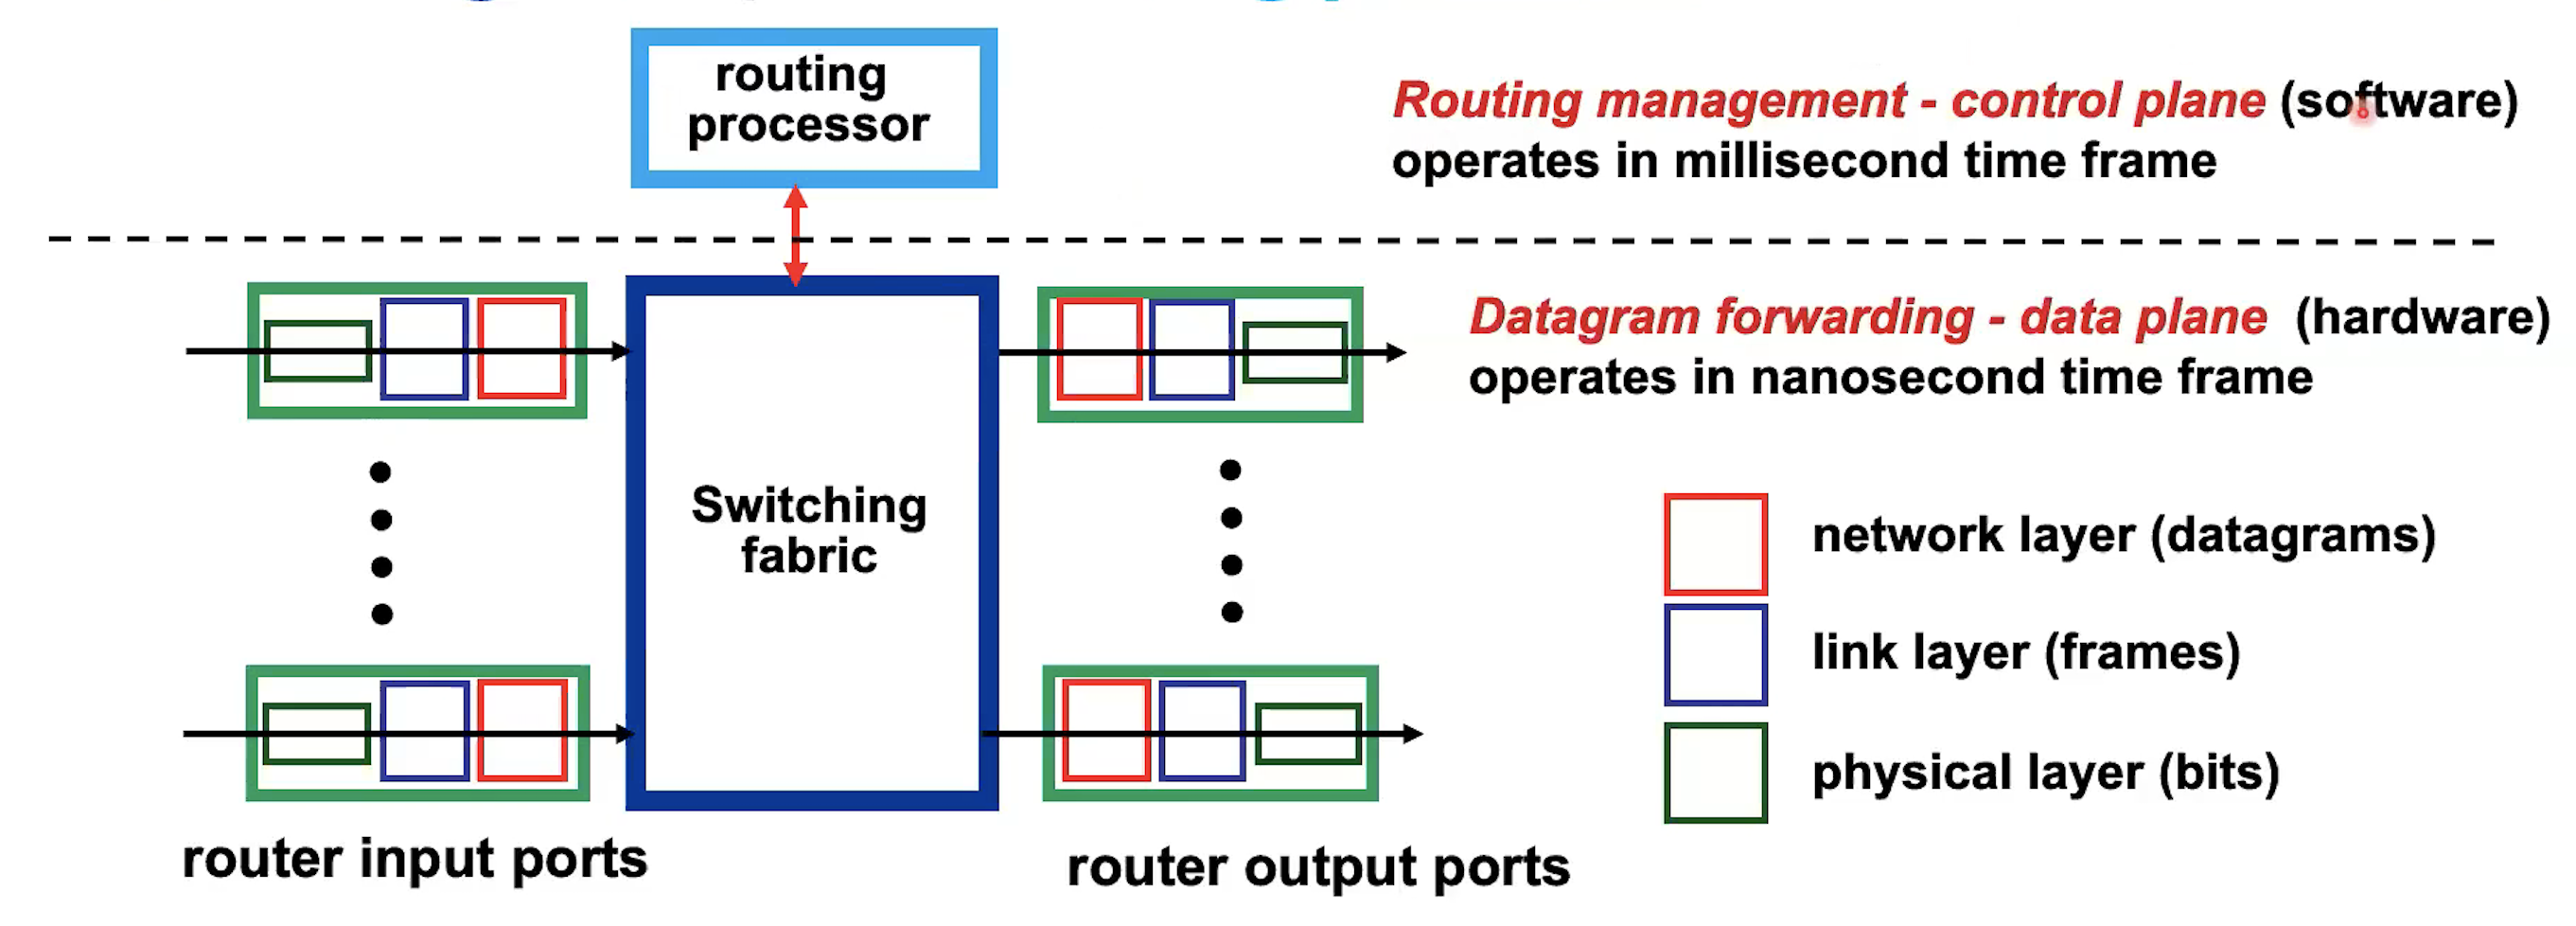 routing
processor
Routing management - control plane (software)
operates in millisecond time frame
Datagram forwarding - data plane (hardware)
operates in nanosecond time frame
Switching
fabric
network layer (datagrams)
link layer (frames)
physical layer (bits)
router input ports
router output ports